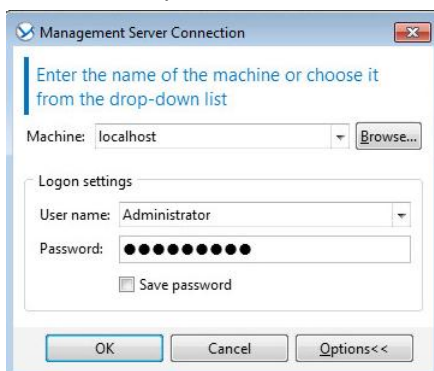 Management Server Connection
Enter the name of the machine or choose it
from the drop-down list
Machine: localhost Browse...
Logon settings
User name: Administrator
Password: ●●●●●●●●●
Save password
OK Cancel Options<<